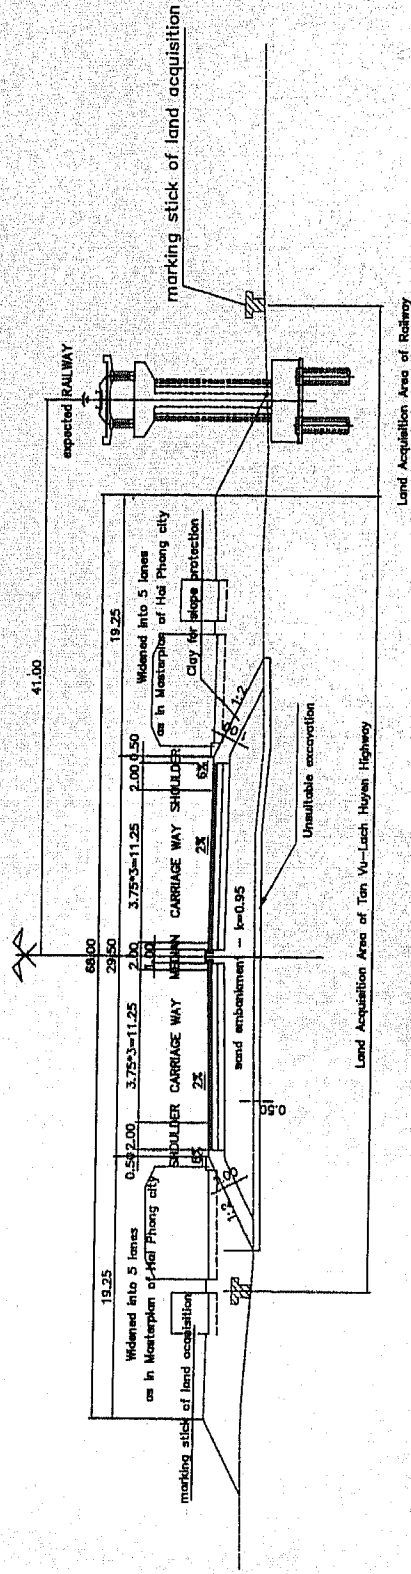 marking stick of land acquisition
expected RAILWAY
41.00
68.00
19.25
29.50
19.25
Widened into 5 lanes
as in Masterplan of Hai Phong city
0.50 2.00
3.75*3=11.25
2.00
3.75*3=11.25
2.00 0.50
Widened into 5 lanes
as in Masterplan of Hai Phong city
1.00
SHOULDER
CARRIAGE WAY
MEDIAN
CARRIAGE WAY
SHOULDER
6%
2%
2%
6%
marking stick of land acquisition
Clay for slope protection
1:2
1:2
sand embankment - k=0.95
0.50
Unsuitable excavation
Land Acquisition Area of Tan Vu-Lach Huyen Highway
Land Acquisition Area of Railway